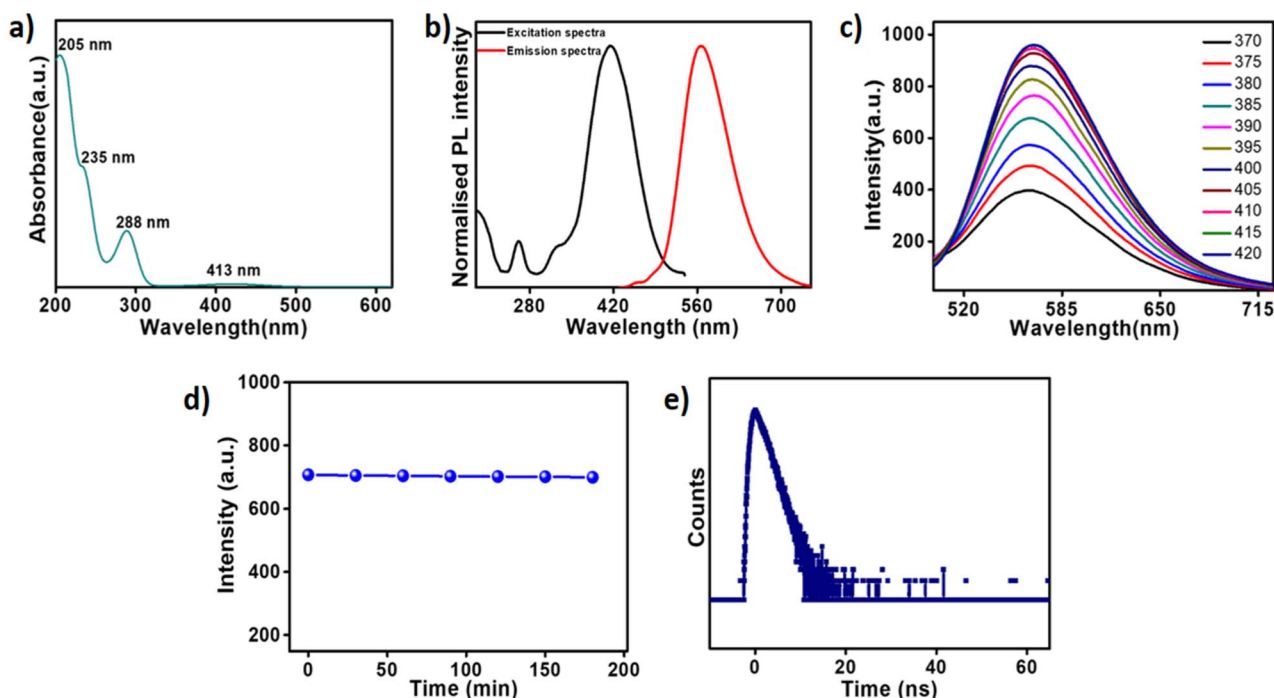 a)
205 nm
235 nm
288 nm
413 nm
Absorbance(a.u.)
200 300 400 500 600
Wavelength(nm)
b)
Excitation spectra
Emission spectra
Normalised PL intensity
280 420 560 700
Wavelength (nm)
c)
1000
800
600
400
200
Intensity(a.u.)
370
375
380
385
390
395
400
405
410
415
420
520 585 650 715
Wavelength(nm)
d)
1000
800
600
400
200
Intensity (a.u.)
0 50 100 150 200
Time (min)
e)
Counts
0 20 40 60
Time (ns)